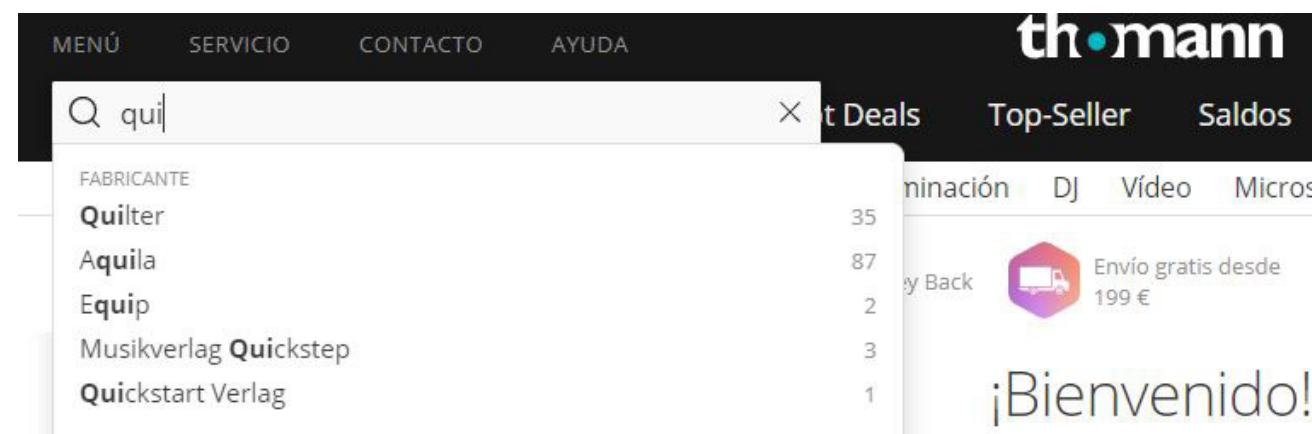 MENÚ SERVICIO CONTACTO AYUDA
thomann
qui
t Deals Top-Seller Saldos
FABRICANTE
Quilter 35
Aquila 87
Equip 2
Musikverlag Quickstep 3
Quickstart Verlag 1
minación DJ Vídeo Micros
y Back
Envío gratis desde
199 €
¡Bienvenido!